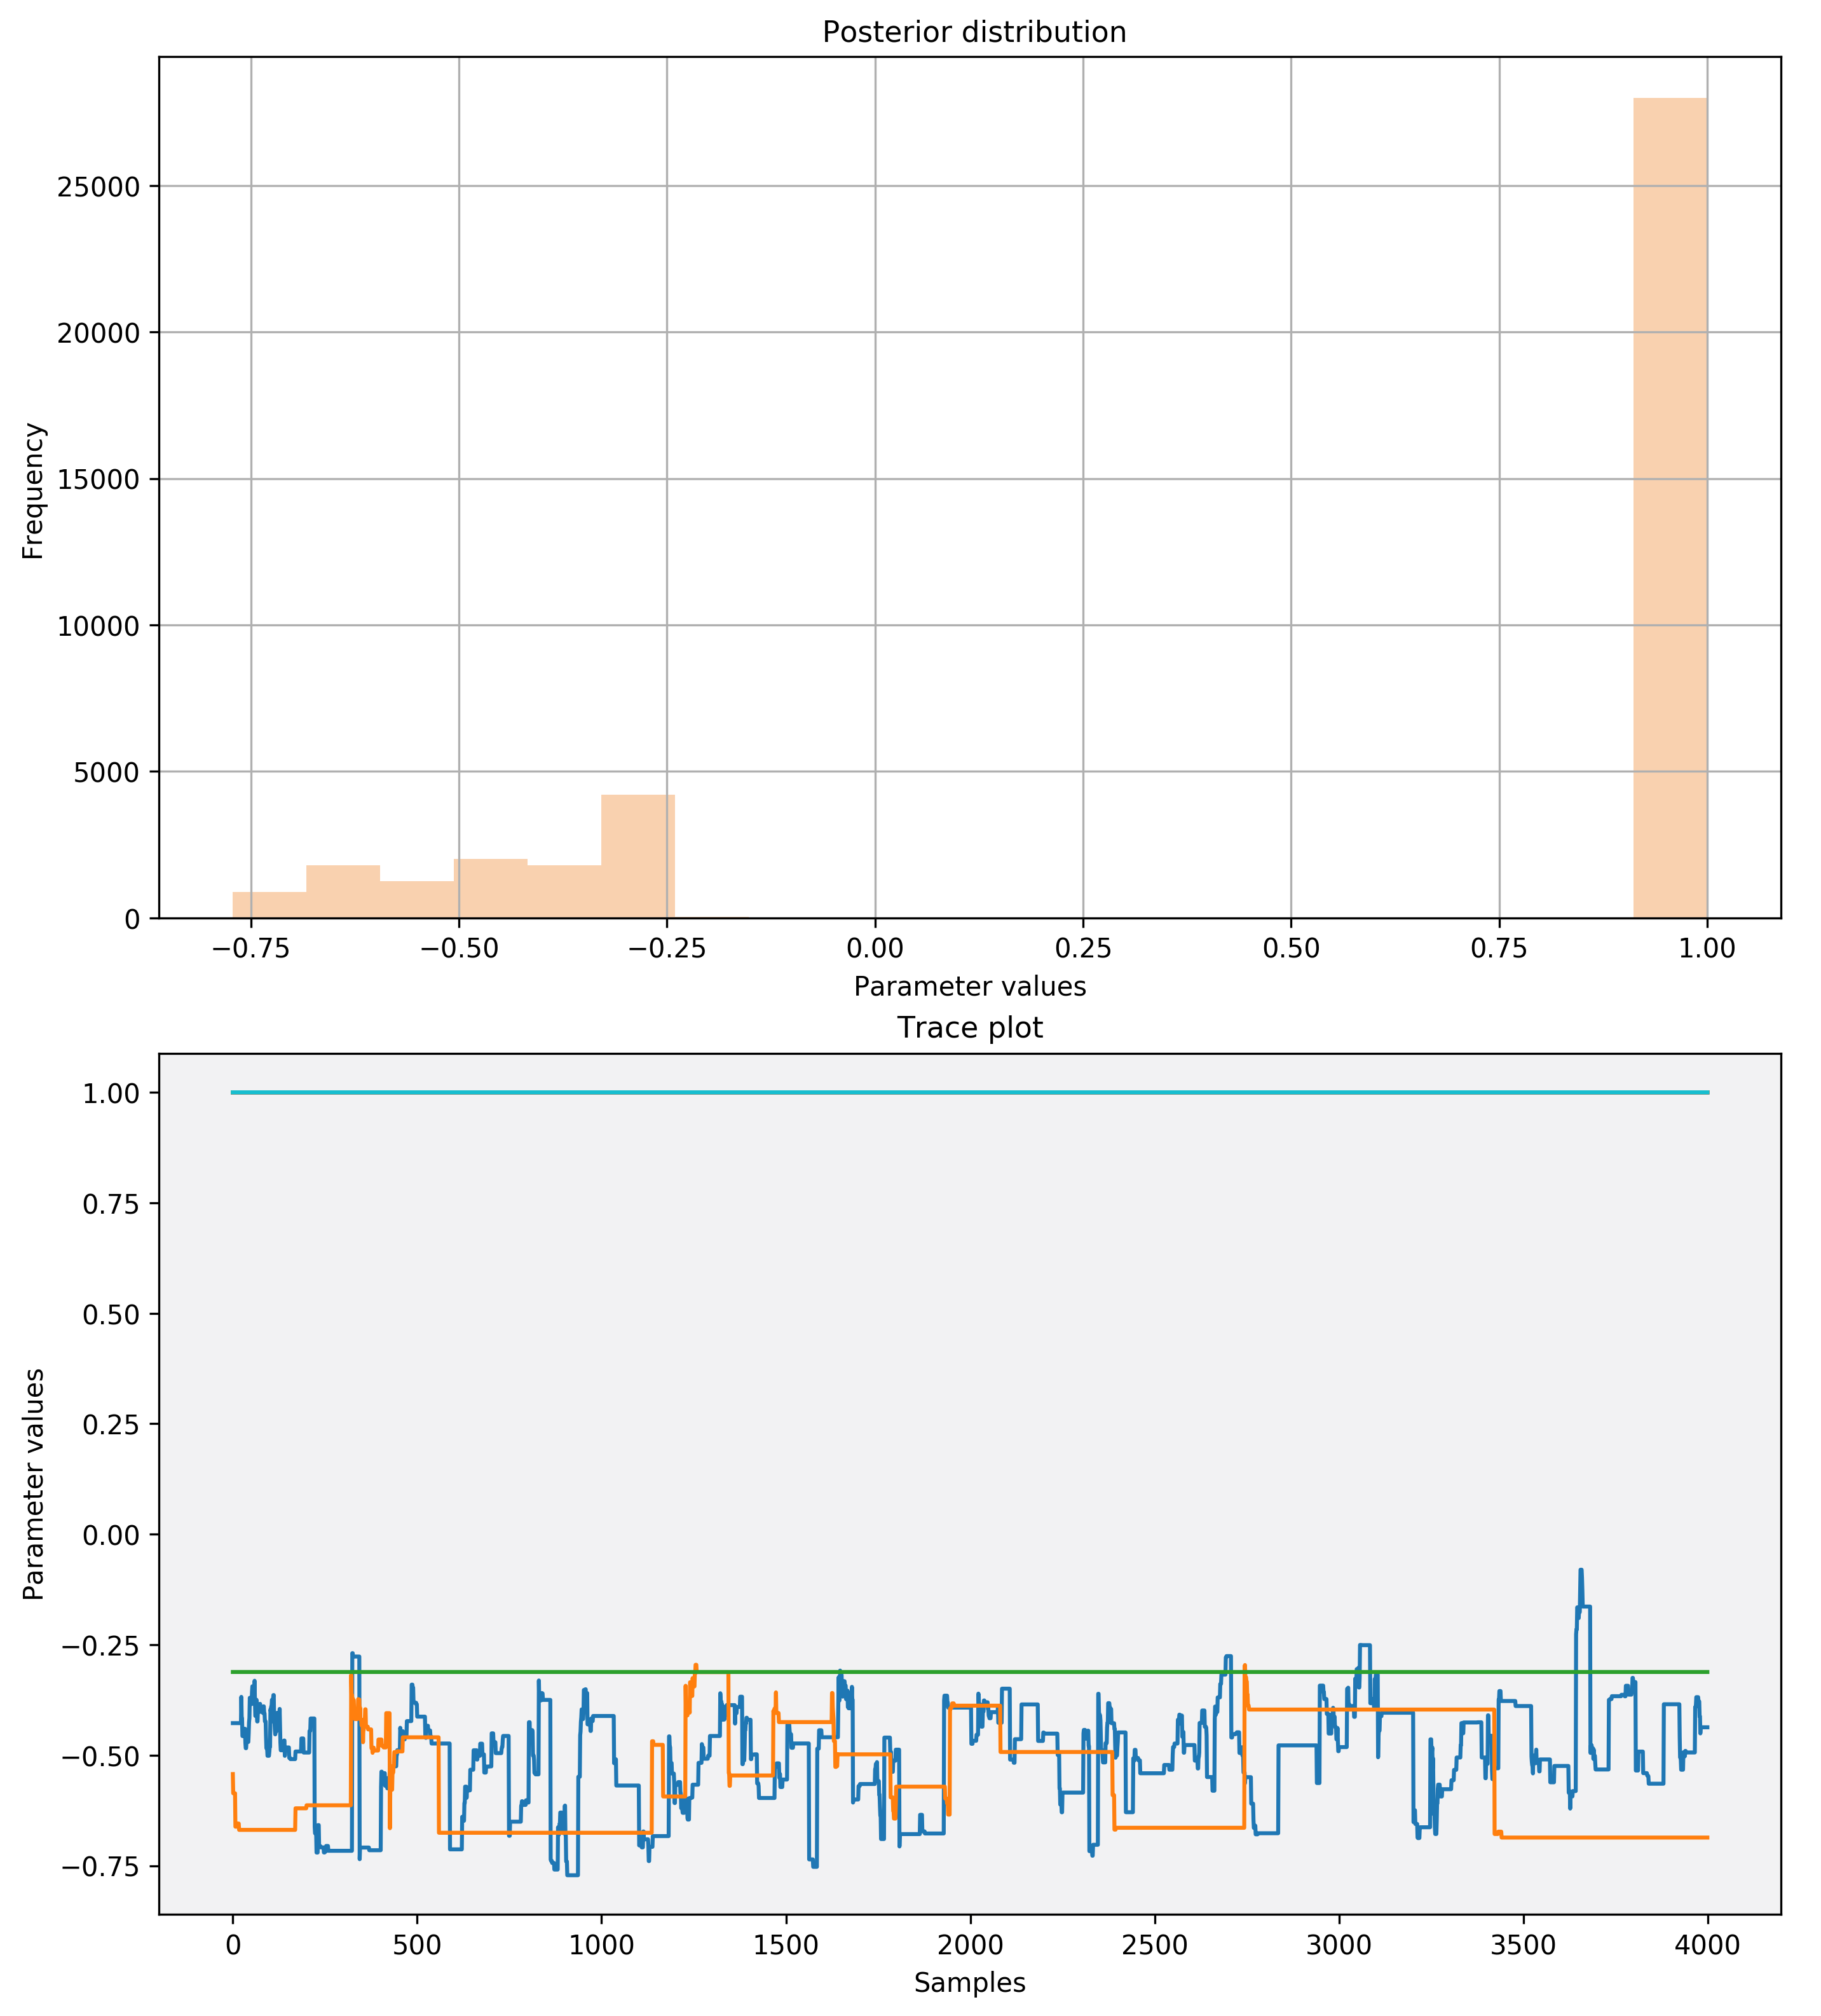 Posterior distribution
Frequency
25000
20000
15000
10000
5000
0
−0.75 −0.50 −0.25 0.00 0.25 0.50 0.75 1.00
Parameter values
Trace plot
Parameter values
1.00
0.75
0.50
0.25
0.00
−0.25
−0.50
−0.75
0 500 1000 1500 2000 2500 3000 3500 4000
Samples